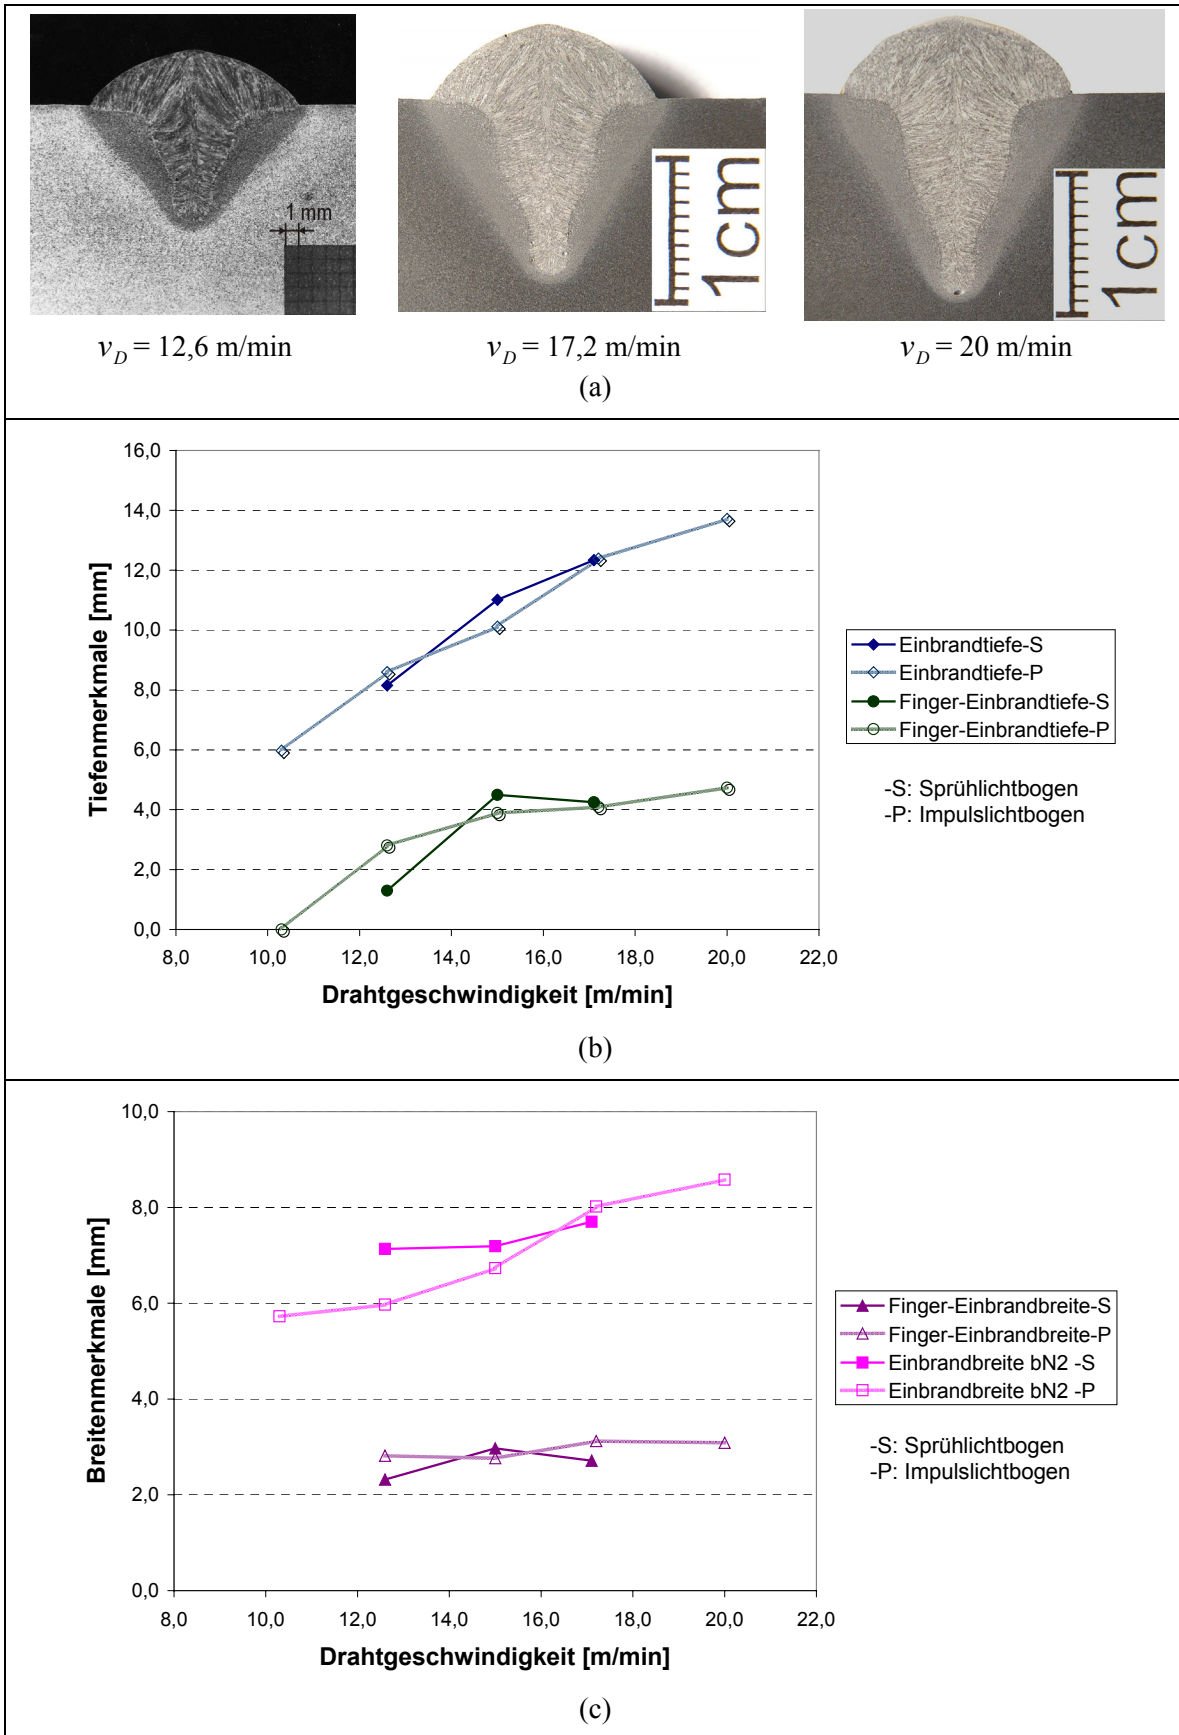 1 mm
1cm
1cm
v_D = 12,6 m/min
v_D = 17,2 m/min
v_D = 20 m/min
(a)
16,0
14,0
12,0
10,0
8,0
6,0
4,0
2,0
0,0
Tiefenmerkmale [mm]
8,0 10,0 12,0 14,0 16,0 18,0 20,0 22,0
Drahtgeschwindigkeit [m/min]
Einbrandtiefe-S
Einbrandtiefe-P
Finger-Einbrandtiefe-S
Finger-Einbrandtiefe-P
-S: Sprühlichtbogen
-P: Impulslichtbogen
(b)
10,0
8,0
6,0
4,0
2,0
0,0
Breitenmerkmale [mm]
8,0 10,0 12,0 14,0 16,0 18,0 20,0 22,0
Drahtgeschwindigkeit [m/min]
Finger-Einbrandbreite-S
Finger-Einbrandbreite-P
Einbrandbreite bN2 -S
Einbrandbreite bN2 -P
-S: Sprühlichtbogen
-P: Impulslichtbogen
(c)